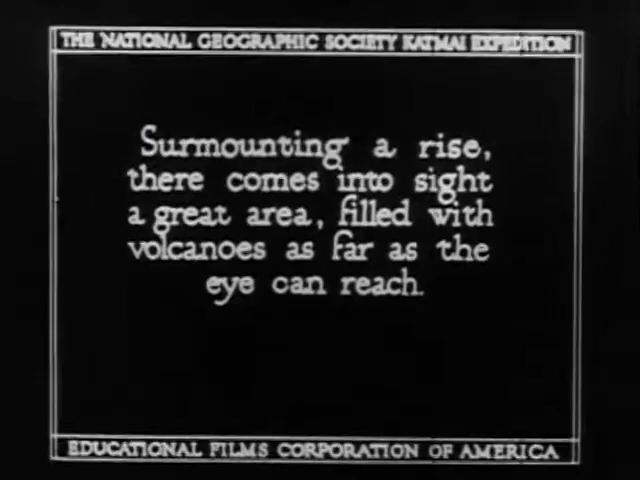 THE NATIONAL GEOGRAPHIC SOCIETY KATMAI EXPEDITION
Surmounting a rise,
there comes into sight
a great area, filled with
volcanoes as far as the
eye can reach.
EDUCATIONAL FILMS CORPORATION OF AMERICA